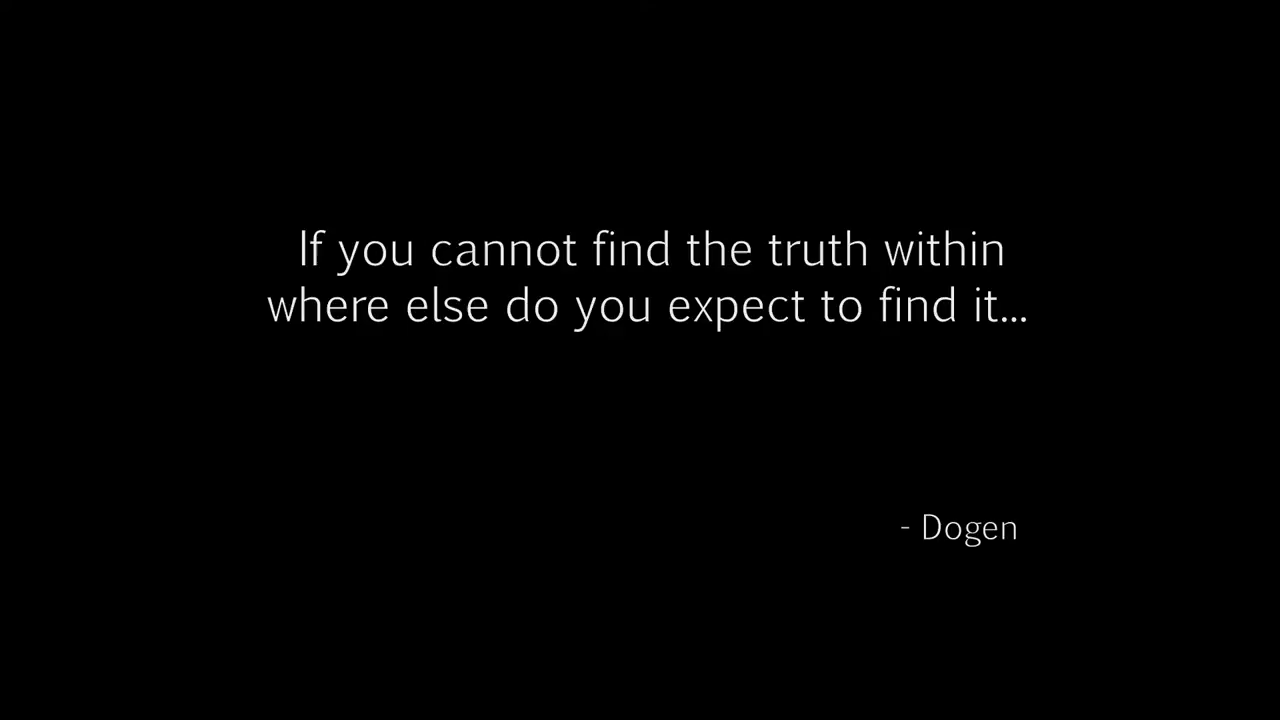 If you cannot find the truth within
where else do you expect to find it...
- Dogen